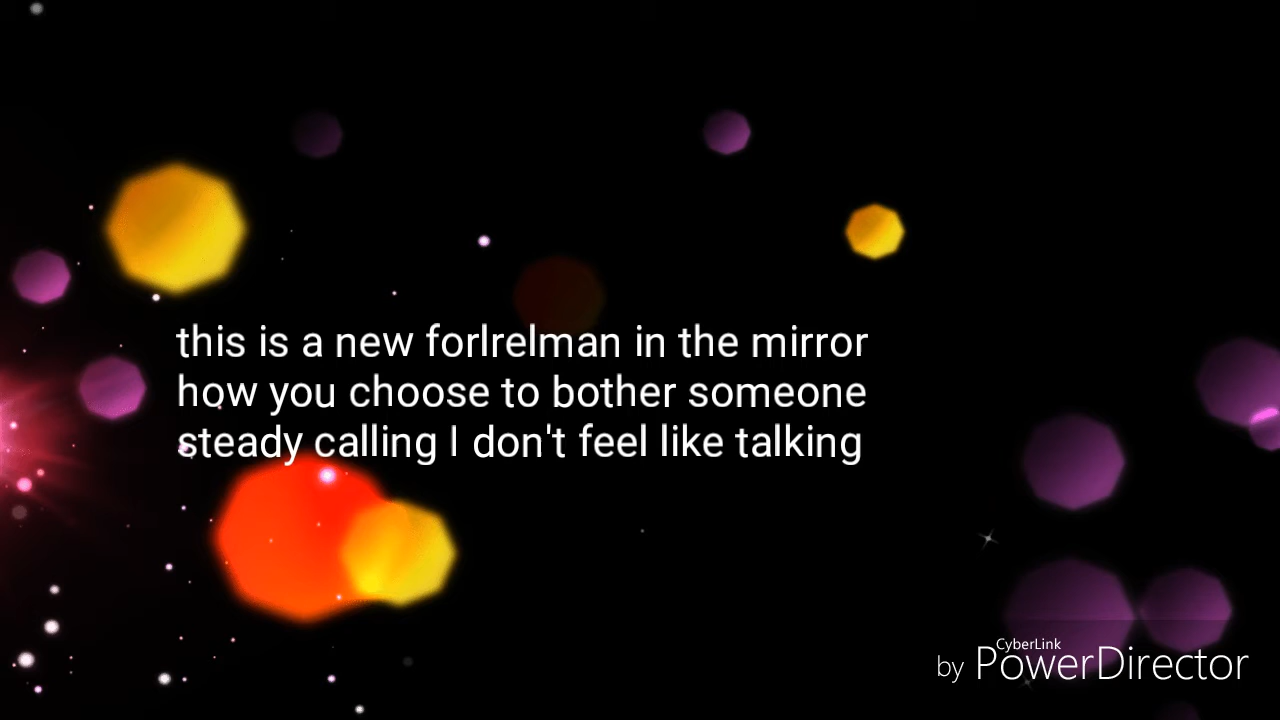 this is a new forlrelman in the mirror
how you choose to bother someone
steady calling I don't feel like talking
CyberLink
by PowerDirector